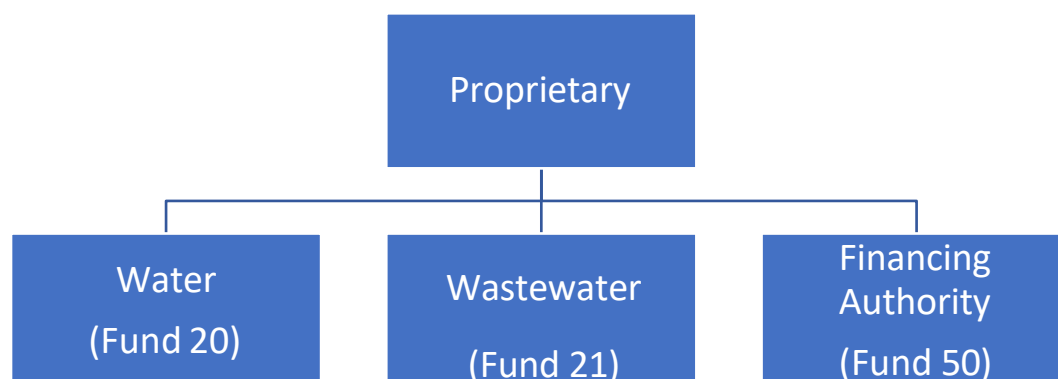 Proprietary
Water
(Fund 20)
Wastewater
(Fund 21)
Financing
Authority
(Fund 50)